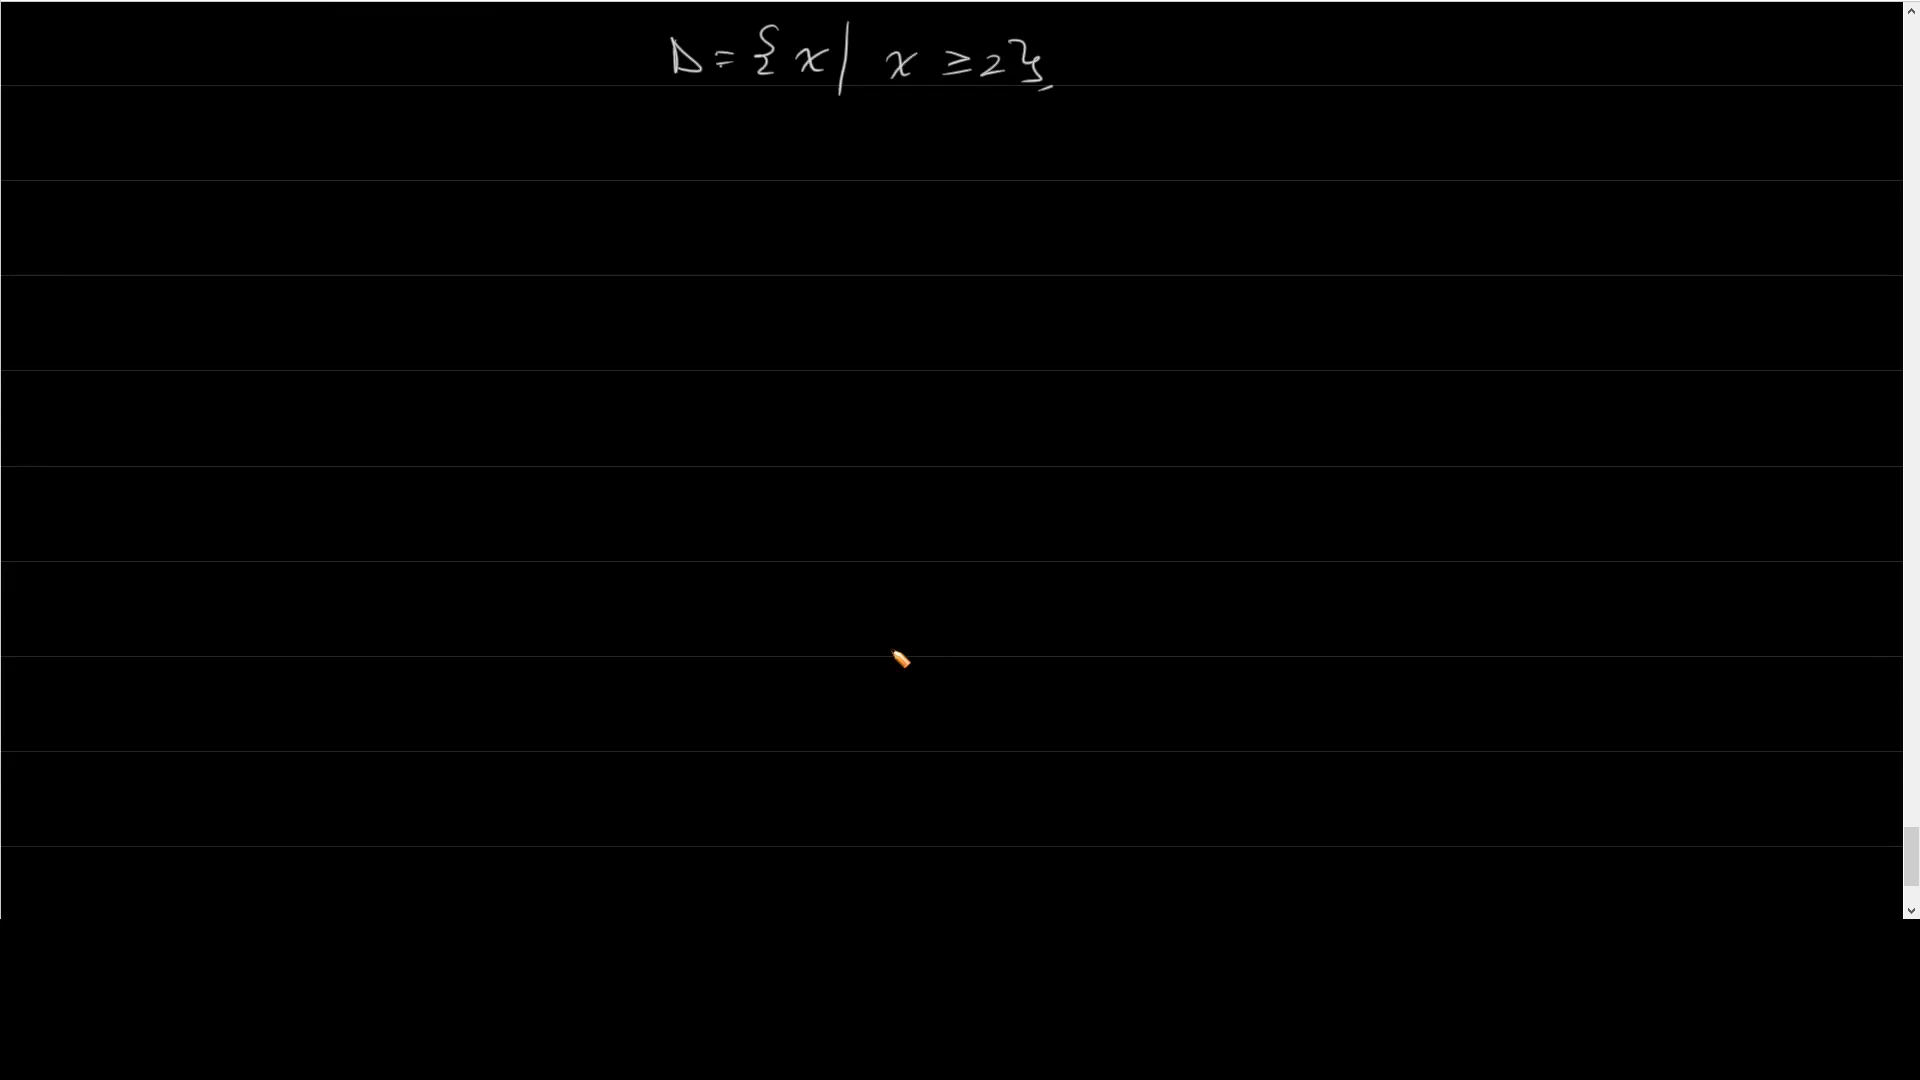 D = { x | x ≥ 2 }